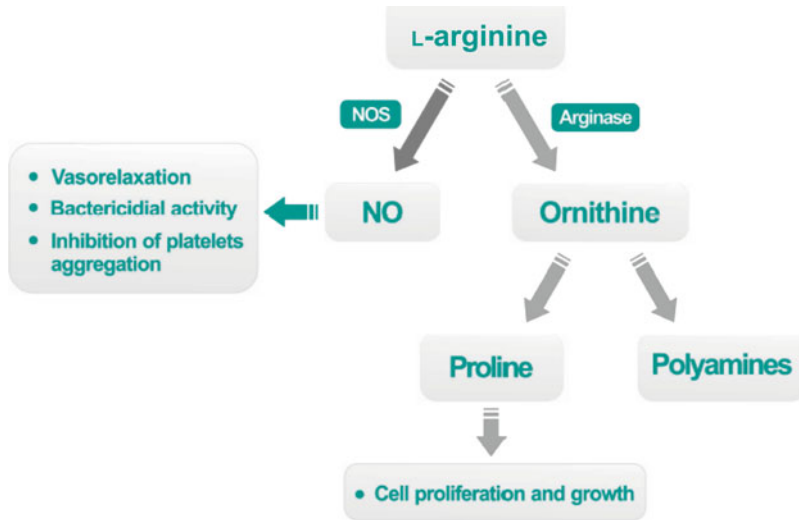 L-arginine
NOS
Arginase
• Vasorelaxation
• Bactericidial activity
• Inhibition of platelets
aggregation
NO
Ornithine
Proline
Polyamines
• Cell proliferation and growth